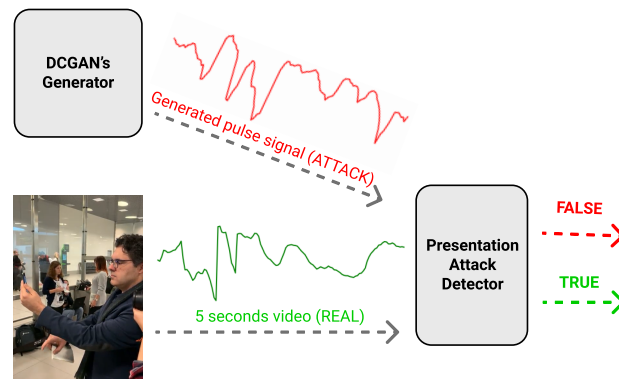 DCGAN's
Generator
Generated pulse signal (ATTACK)
FALSE
Presentation
Attack
Detector
TRUE
5 seconds video (REAL)